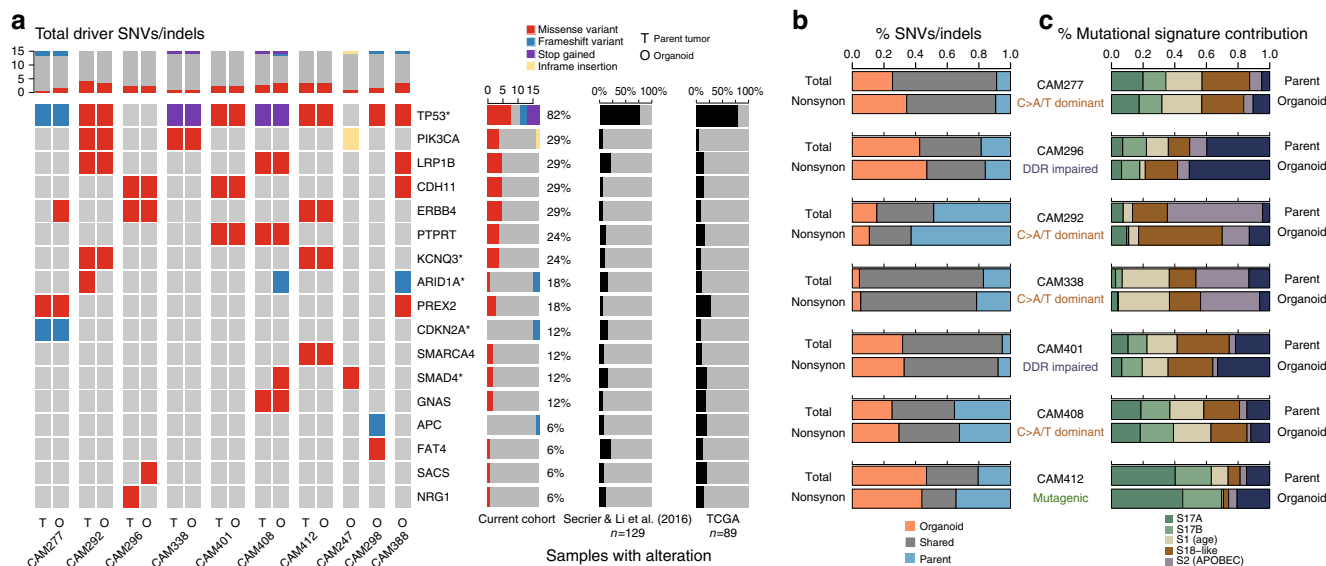 a
Total driver SNVs/indels
Missense variant
Frameshift variant
Stop gained
Inframe insertion
T Parent tumor
O Organoid
15
10
5
0
0 5 10 15
0 100%
0 100%
TP53* 82%
PIK3CA 29%
LRP1B 29%
CDH11 29%
ERBB4 29%
PTPRT 24%
KCNQ3* 24%
ARID1A* 18%
PREX2 18%
CDKN2A* 12%
SMARCA4 12%
SMAD4* 12%
GNAS 12%
APC 6%
FAT4 6%
SACS 6%
NRG1 6%
T O T O T O T O T O T O T O O O O
CAM277 CAM292 CAM296 CAM338 CAM401 CAM408 CAM412 CAM247 CAM298 CAM388
Current cohort
Secrier & Li et al. (2016)
n=129
TCGA
n=89
Samples with alteration
b
% SNVs/indels
0.0 0.2 0.4 0.6 0.8 1.0
c
% Mutational signature contribution
0.0 0.2 0.4 0.6 0.8 1.0
Total CAM277 Parent
Nonsynon C>A/T dominant Organoid
Total CAM296 Parent
Nonsynon DDR impaired Organoid
Total CAM292 Parent
Nonsynon C>A/T dominant Organoid
Total CAM338 Parent
Nonsynon C>A/T dominant Organoid
Total CAM401 Parent
Nonsynon DDR impaired Organoid
Total CAM408 Parent
Nonsynon C>A/T dominant Organoid
Total CAM412 Parent
Nonsynon Mutagenic Organoid
Organoid
Shared
Parent
S17A
S17B
S1 (age)
S18-like
S2 (APOBEC)